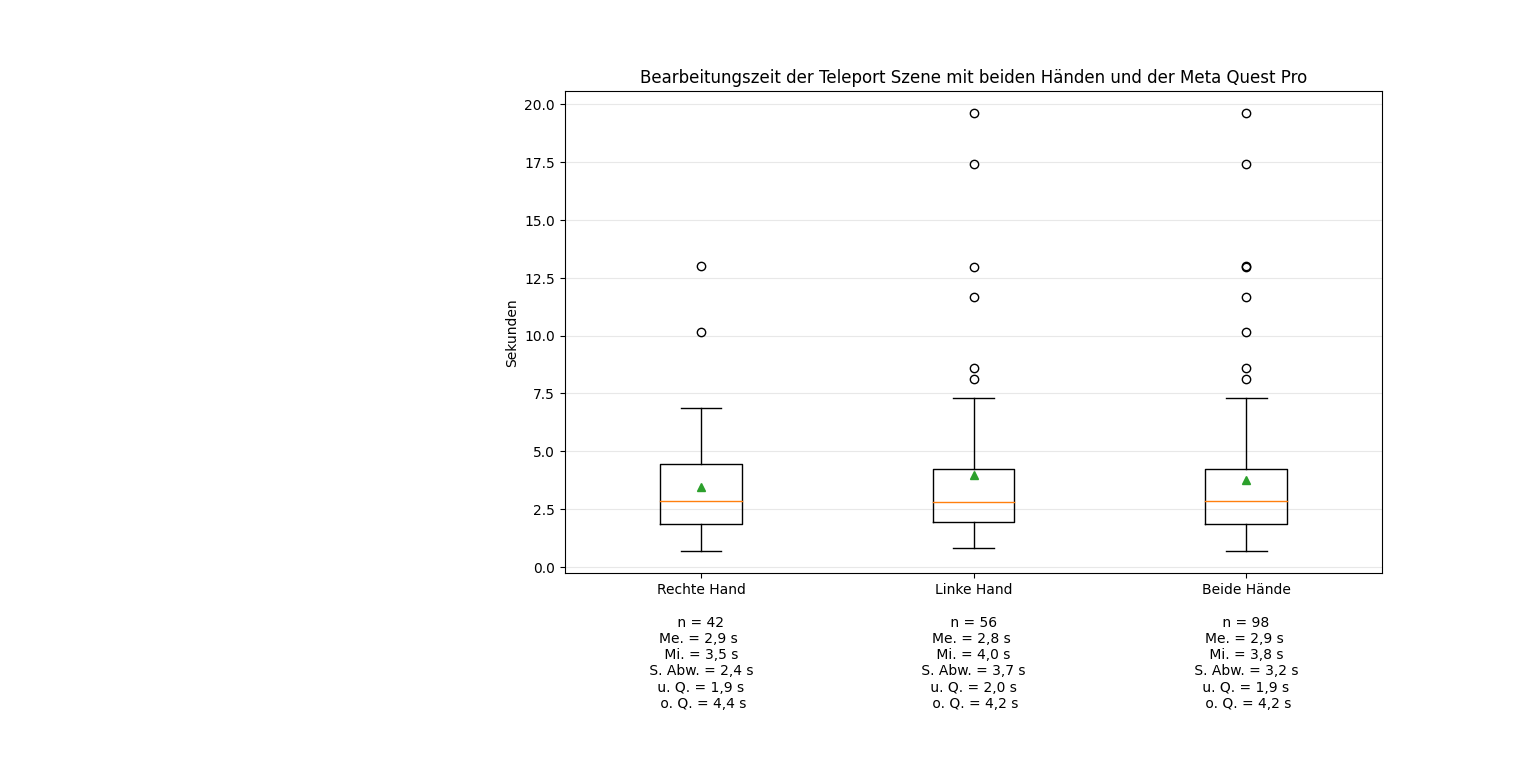 Bearbeitungszeit der Teleport Szene mit beiden Händen und der Meta Quest Pro
20.0
17.5
15.0
12.5
10.0
7.5
5.0
2.5
0.0
Sekunden
Rechte Hand
n = 42
Me. = 2,9 s
Mi. = 3,5 s
S. Abw. = 2,4 s
u. Q. = 1,9 s
o. Q. = 4,4 s
Linke Hand
n = 56
Me. = 2,8 s
Mi. = 4,0 s
S. Abw. = 3,7 s
u. Q. = 2,0 s
o. Q. = 4,2 s
Beide Hände
n = 98
Me. = 2,9 s
Mi. = 3,8 s
S. Abw. = 3,2 s
u. Q. = 1,9 s
o. Q. = 4,2 s